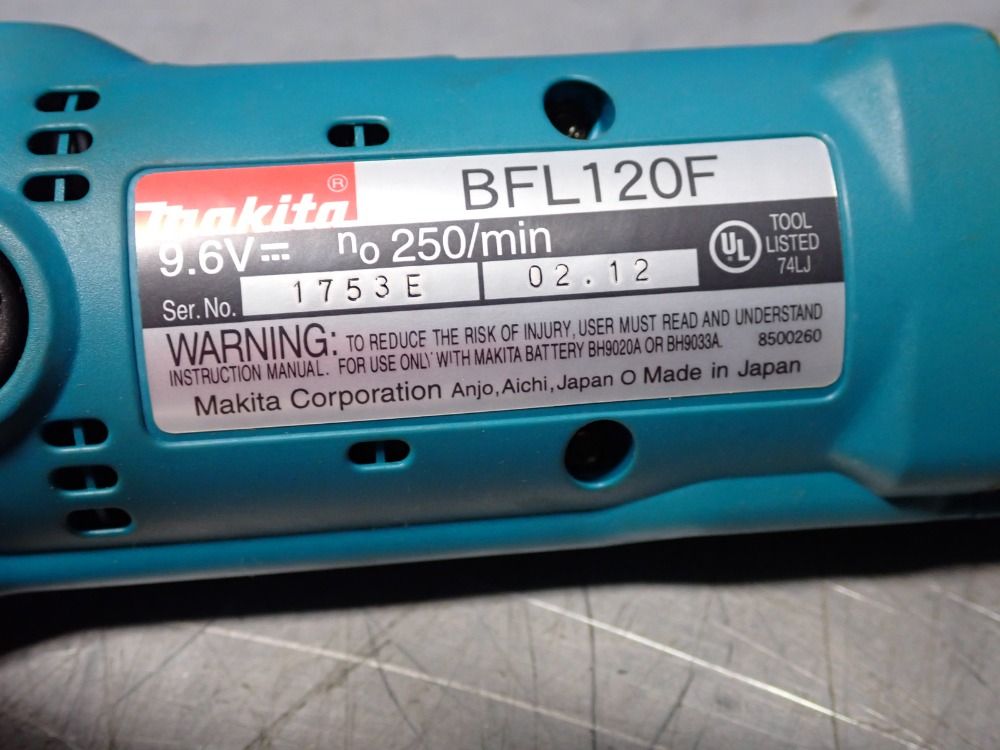 makita®
BFL120F
9.6V⎓ no 250/min
Ser. No. 1753E 02.12
UL
TOOL
LISTED
74LJ
WARNING: TO REDUCE THE RISK OF INJURY, USER MUST READ AND UNDERSTAND
INSTRUCTION MANUAL. FOR USE ONLY WITH MAKITA BATTERY BH9020A OR BH9033A. 8500260
Makita Corporation Anjo, Aichi, Japan O Made in Japan